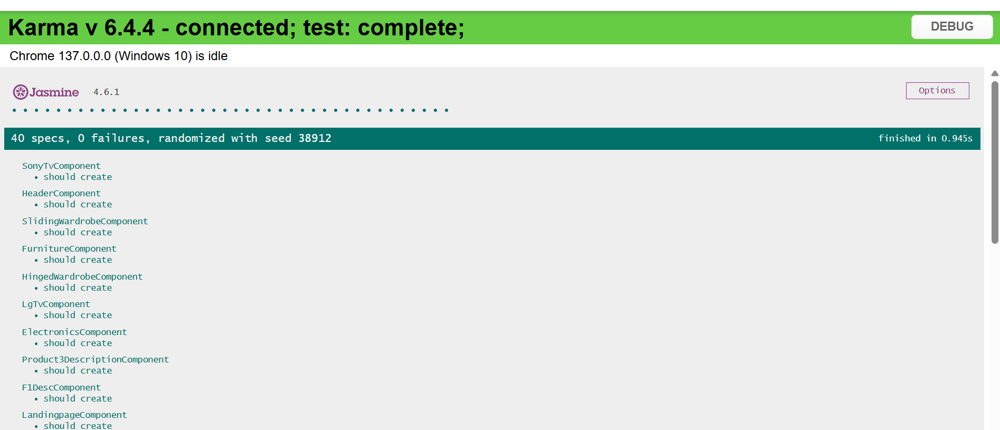 Karma v 6.4.4 - connected; test: complete;
DEBUG
Chrome 137.0.0.0 (Windows 10) is idle
Jasmine 4.6.1
Options
40 specs, 0 failures, randomized with seed 38912
finished in 0.945s
SonyTvComponent
• should create
HeaderComponent
• should create
SlidingWardrobeComponent
• should create
FurnitureComponent
• should create
HingedWardrobeComponent
• should create
LgTvComponent
• should create
ElectronicsComponent
• should create
Product3DescriptionComponent
• should create
F1DescComponent
• should create
LandingpageComponent
• should create